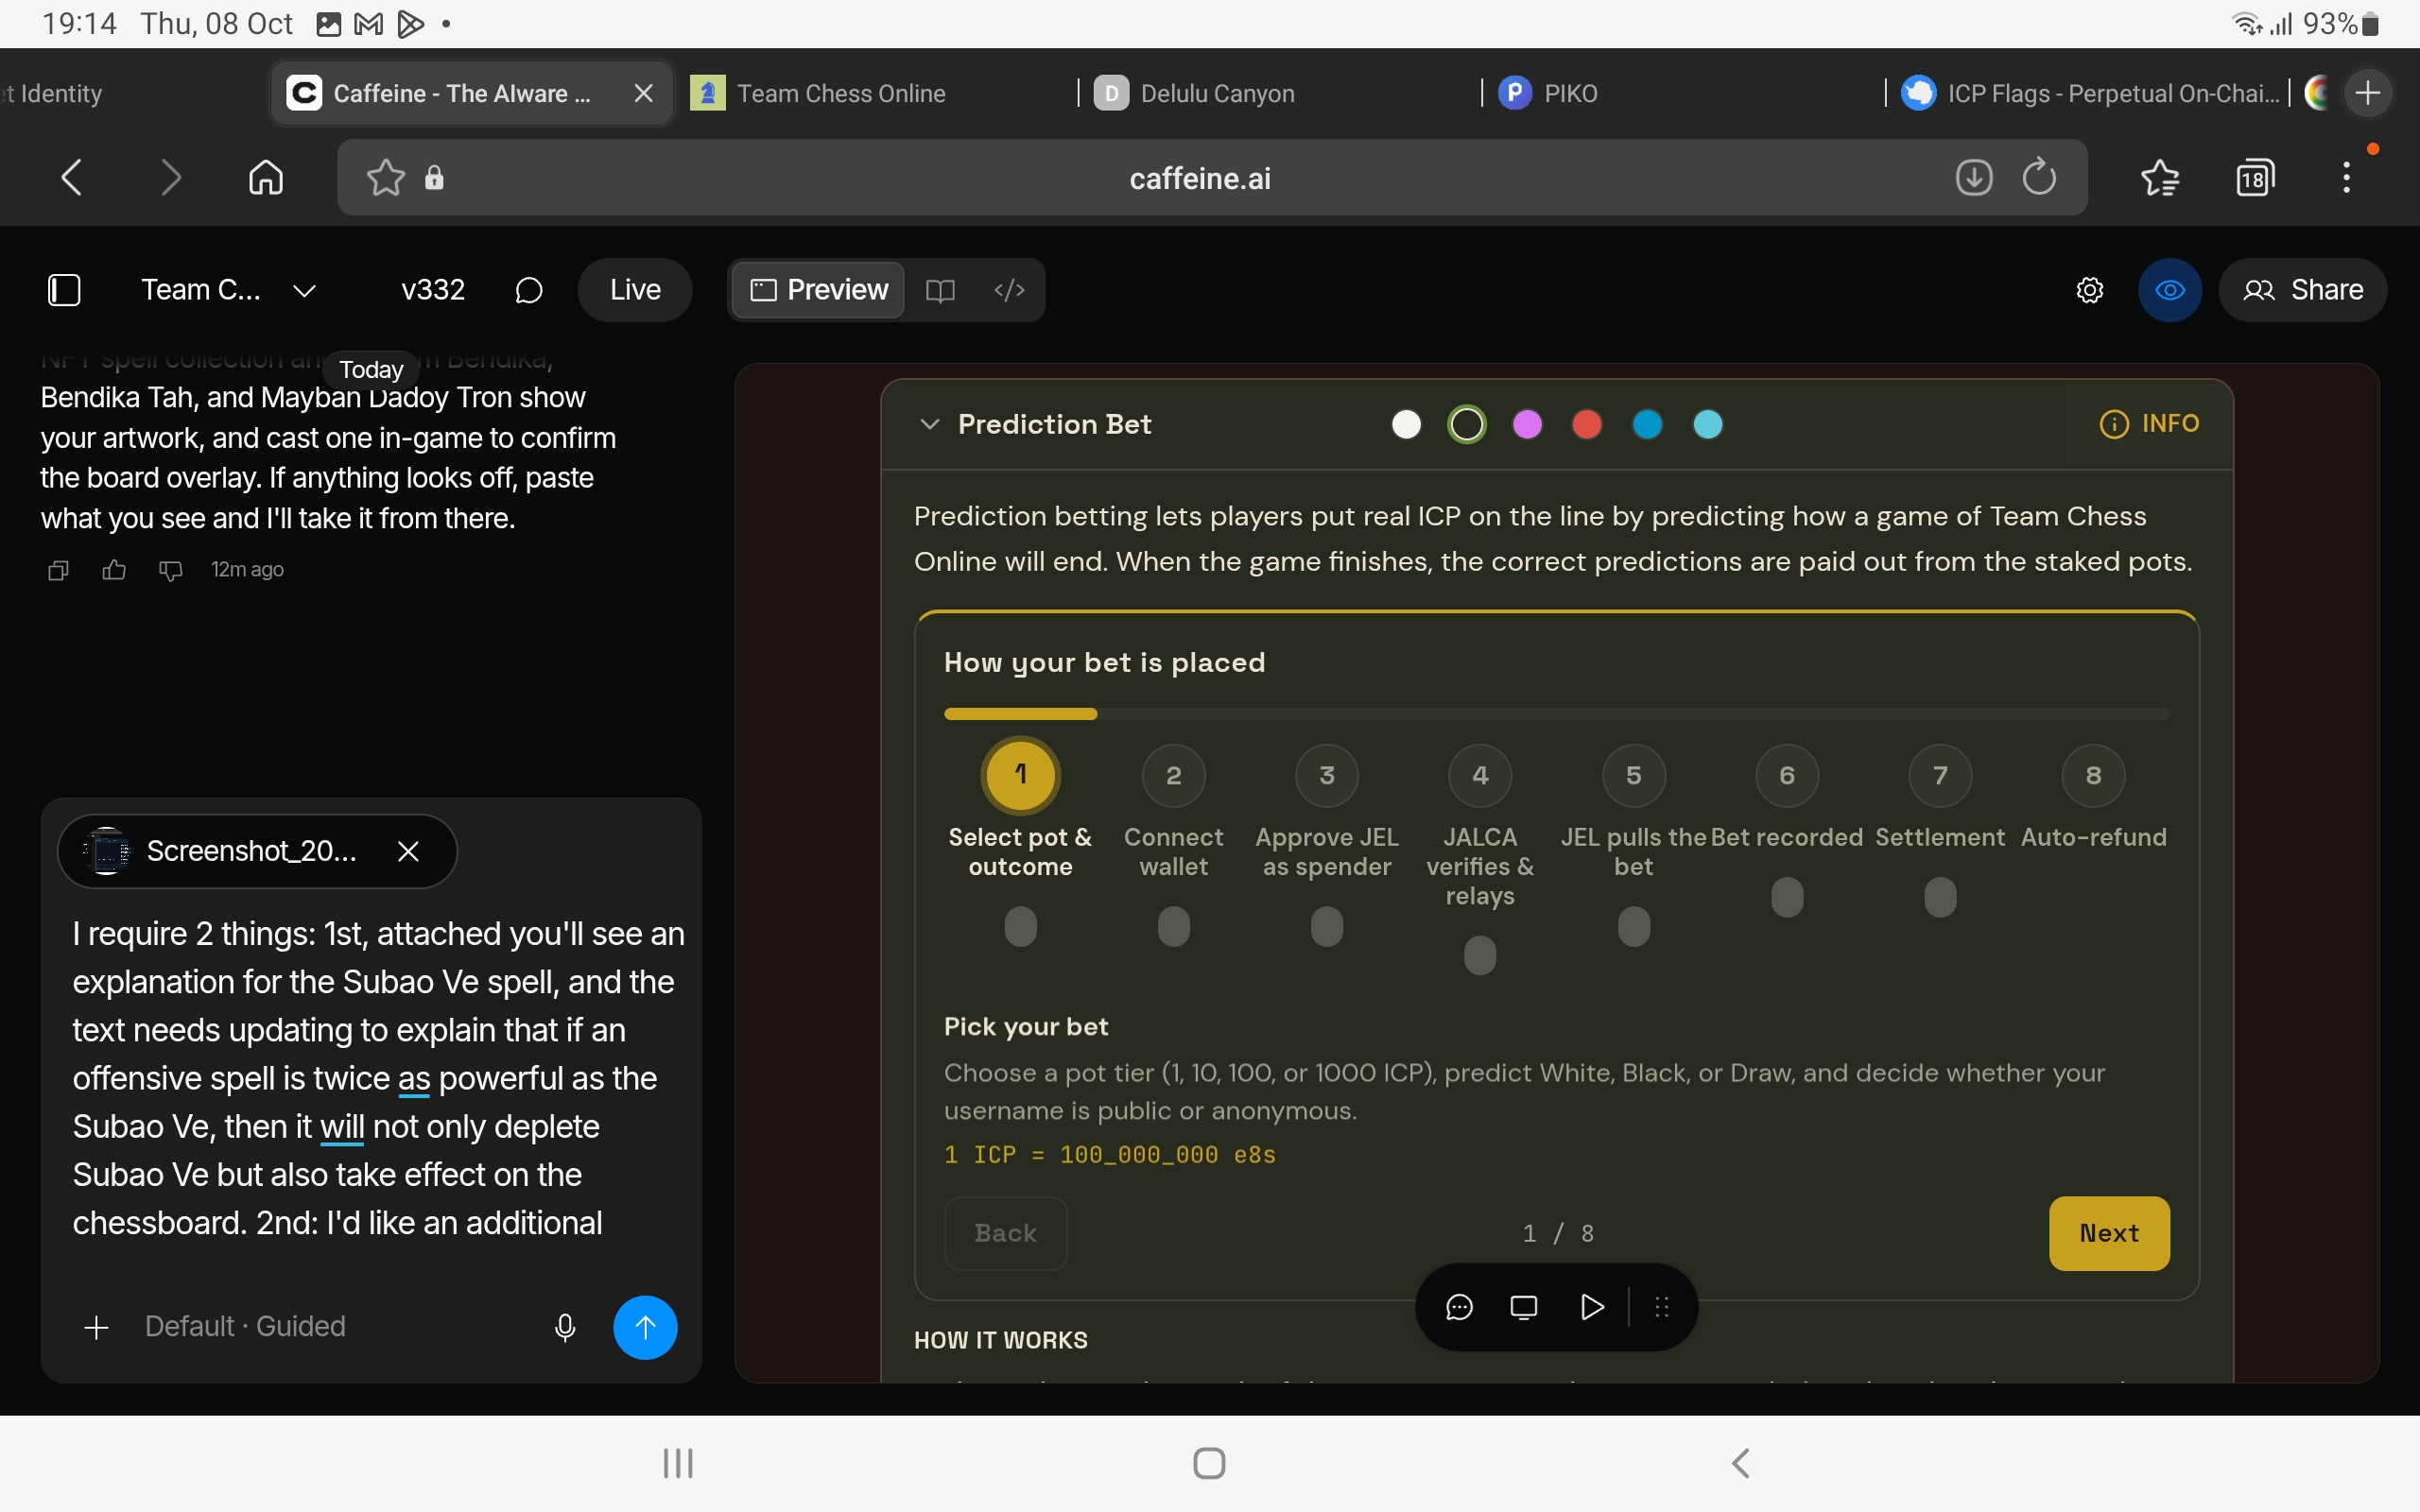 19:14 Thu, 08 Oct
93%
et Identity
Caffeine - The AIware ...
Team Chess Online
D Delulu Canyon
P PIKO
ICP Flags - Perpetual On-Chai...
caffeine.ai
18
Team C...
v332
Live
Preview
Share
NFT spell collection an
m Bendika,
Today
Bendika Tah, and Mayban Dadoy Tron show
your artwork, and cast one in-game to confirm
the board overlay. If anything looks off, paste
what you see and I'll take it from there.
12m ago
Screenshot_20...
I require 2 things: 1st, attached you'll see an
explanation for the Subao Ve spell, and the
text needs updating to explain that if an
offensive spell is twice as powerful as the
Subao Ve, then it will not only deplete
Subao Ve but also take effect on the
chessboard. 2nd: I'd like an additional
Default · Guided
Prediction Bet
INFO
Prediction betting lets players put real ICP on the line by predicting how a game of Team Chess
Online will end. When the game finishes, the correct predictions are paid out from the staked pots.
How your bet is placed
1 2 3 4 5 6 7 8
Select pot &
outcome
Connect
wallet
Approve JEL
as spender
JALCA
verifies &
relays
JEL pulls the
bet
Bet recorded
Settlement
Auto-refund
Pick your bet
Choose a pot tier (1, 10, 100, or 1000 ICP), predict White, Black, or Draw, and decide whether your
username is public or anonymous.
1 ICP = 100_000_000 e8s
Back
1 / 8
Next
HOW IT WORKS